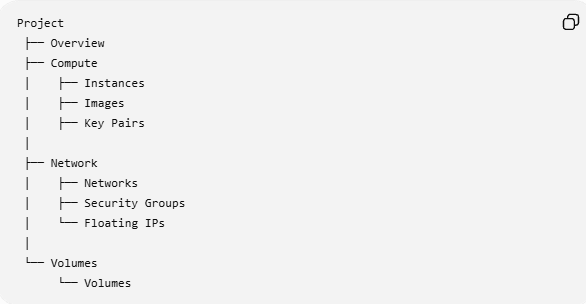 Project
├── Overview
├── Compute
│    ├── Instances
│    ├── Images
│    ├── Key Pairs
│
├── Network
│    ├── Networks
│    ├── Security Groups
│    └── Floating IPs
│
└── Volumes
     └── Volumes